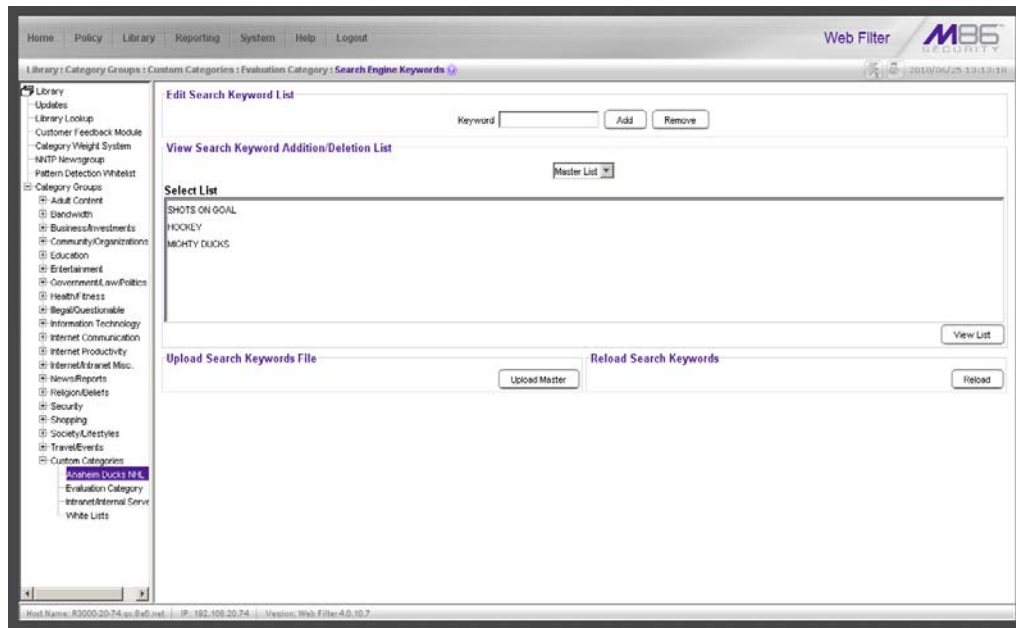 Home Policy Library Reporting System Help Logout
Web Filter
M86
SECURITY
Library : Category Groups : Custom Categories : Evaluation Category : Search Engine Keywords
2010/06/25 13:13:18
Library
Updates
Library Lookup
Customer Feedback Module
Category Weight System
NNTP Newsgroup
Pattern Detection Whitelist
Category Groups
Adult Content
Bandwidth
Business/Investments
Community/Organizations
Education
Entertainment
Government/Law/Politics
Health/Fitness
Illegal/Questionable
Information Technology
Internet Communication
Internet Productivity
Internet/Intranet Misc.
News/Reports
Religion/Beliefs
Security
Shopping
Society/Lifestyles
Travel/Events
Custom Categories
Anaheim Ducks NHL
Evaluation Category
Intranet/Internal Serve
White Lists
Edit Search Keyword List
Keyword Add Remove
View Search Keyword Addition/Deletion List
Master List
Select List
SHOTS ON GOAL
HOCKEY
MIGHTY DUCKS
View List
Upload Search Keywords File
Upload Master
Reload Search Keywords
Reload
Host Name: IP: 192.168.20.74 Version: Web Filter 4.0.10.7